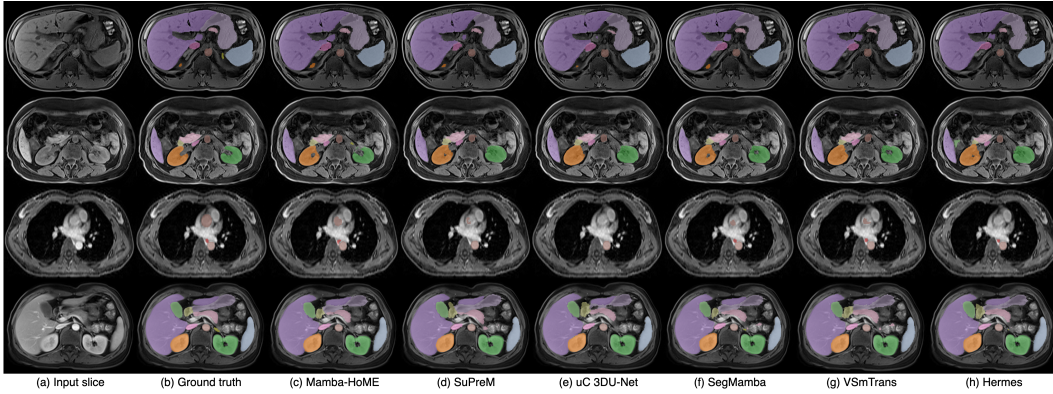 (a) Input slice (b) Ground truth (c) Mamba-HoME (d) SuPreM (e) uC 3DU-Net (f) SegMamba (g) VSmTrans (h) Hermes